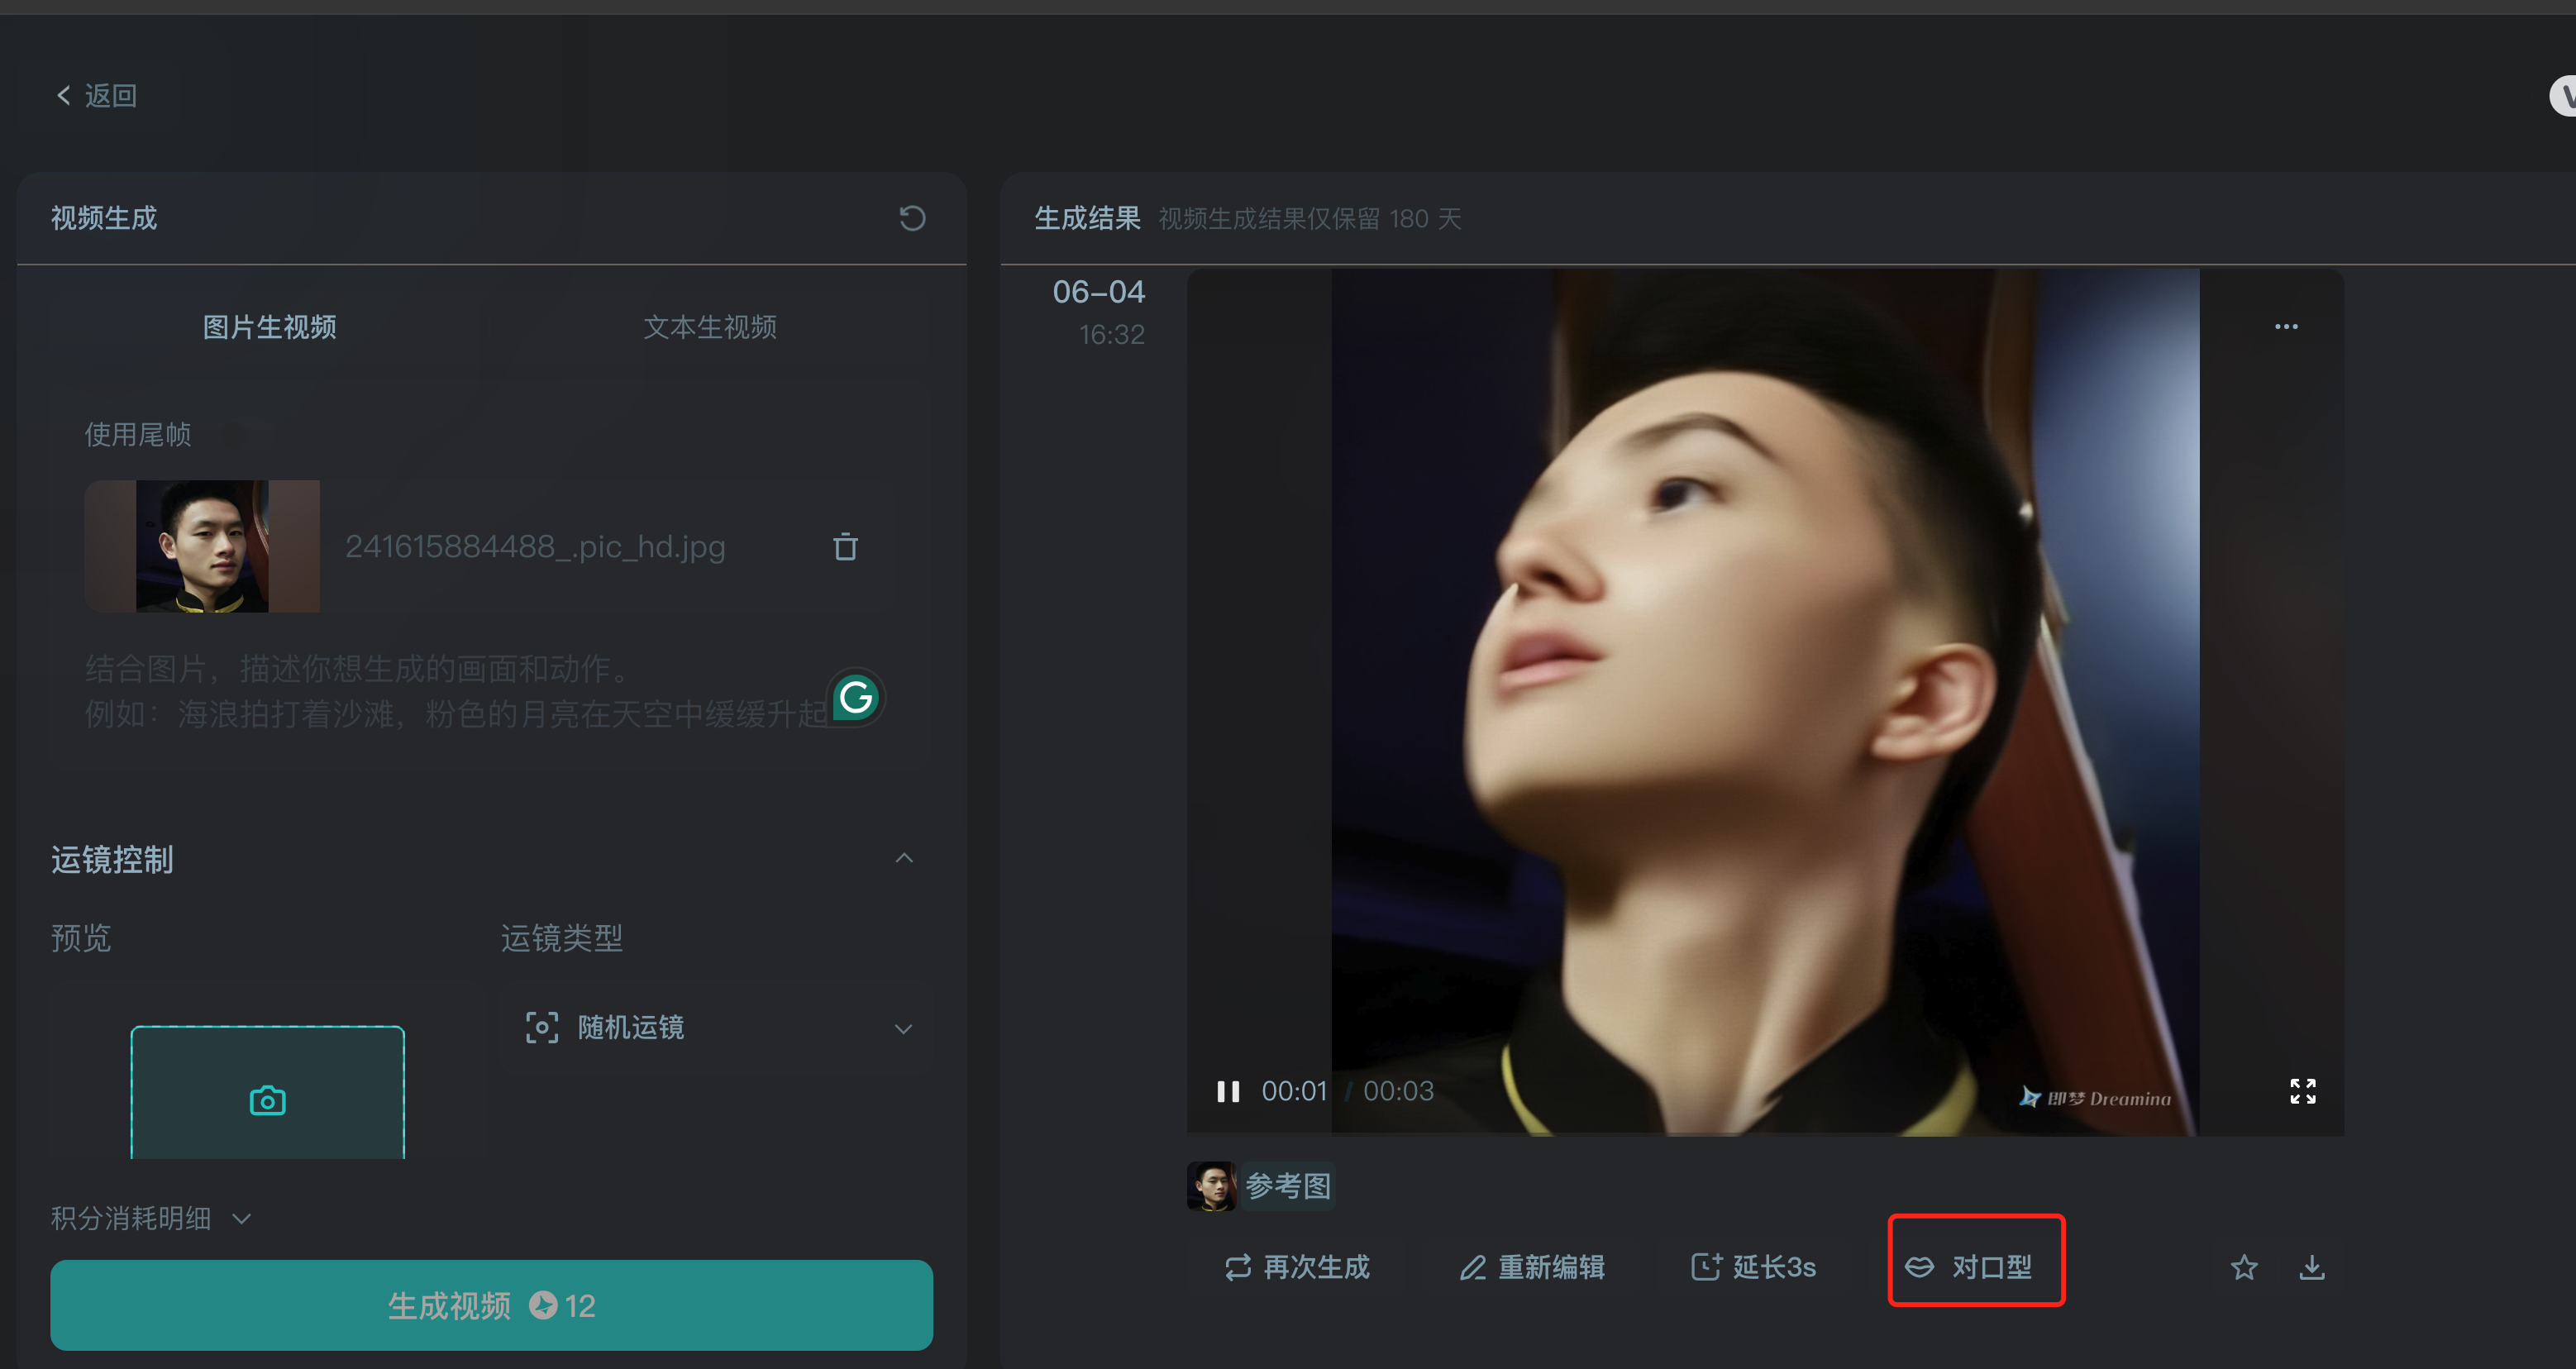 返回
视频生成
图片生视频
文本生视频
使用尾帧
241615884488_.pic_hd.jpg
结合图片，描述你想生成的画面和动作。
例如：海浪拍打着沙滩，粉色的月亮在天空中缓缓升起
运镜控制
预览
运镜类型
随机运镜
积分消耗明细
生成视频 12
生成结果 视频生成结果仅保留 180 天
06-04
16:32
00:01 / 00:03
即梦 Dreamina
参考图
再次生成
重新编辑
延长3s
对口型